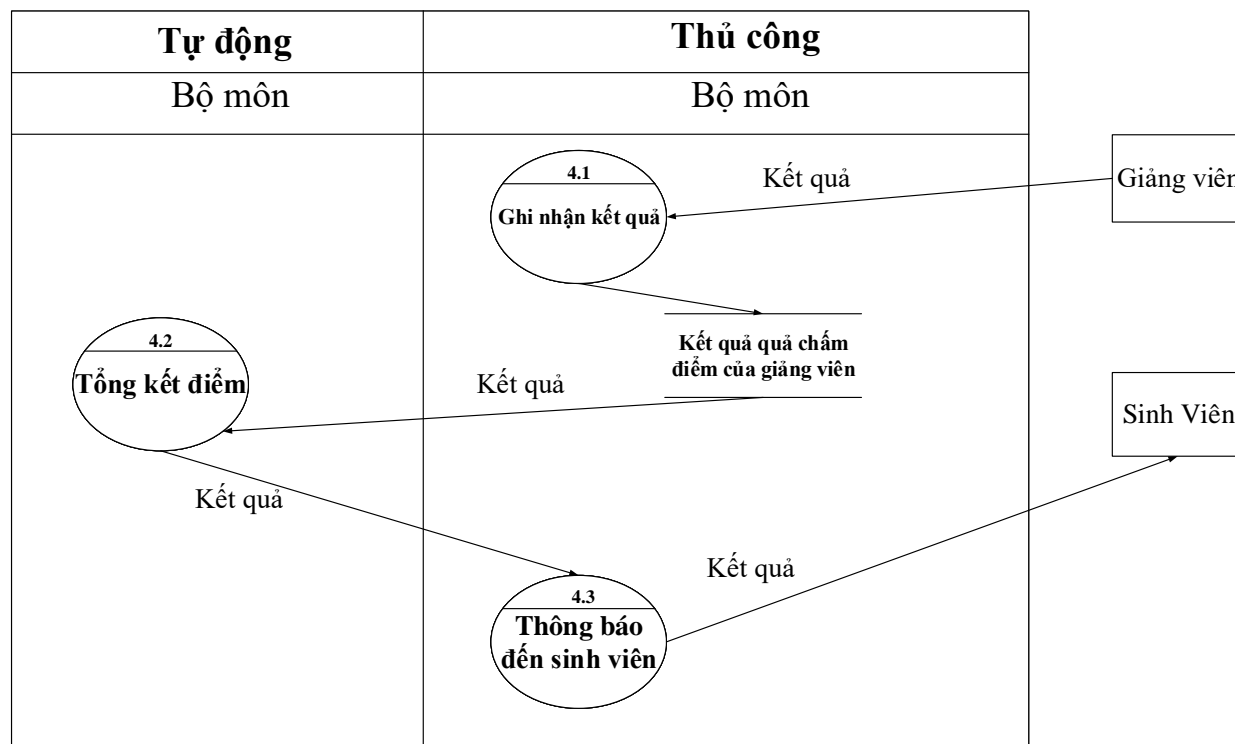 Tự động
Thủ công
Bộ môn
Bộ môn
4.1
Ghi nhận kết quả
Kết quả
Giảng viên
Kết quả quả chấm
điểm của giảng viên
4.2
Tổng kết điểm
Kết quả
Sinh Viên
Kết quả
4.3
Thông báo
đến sinh viên
Kết quả